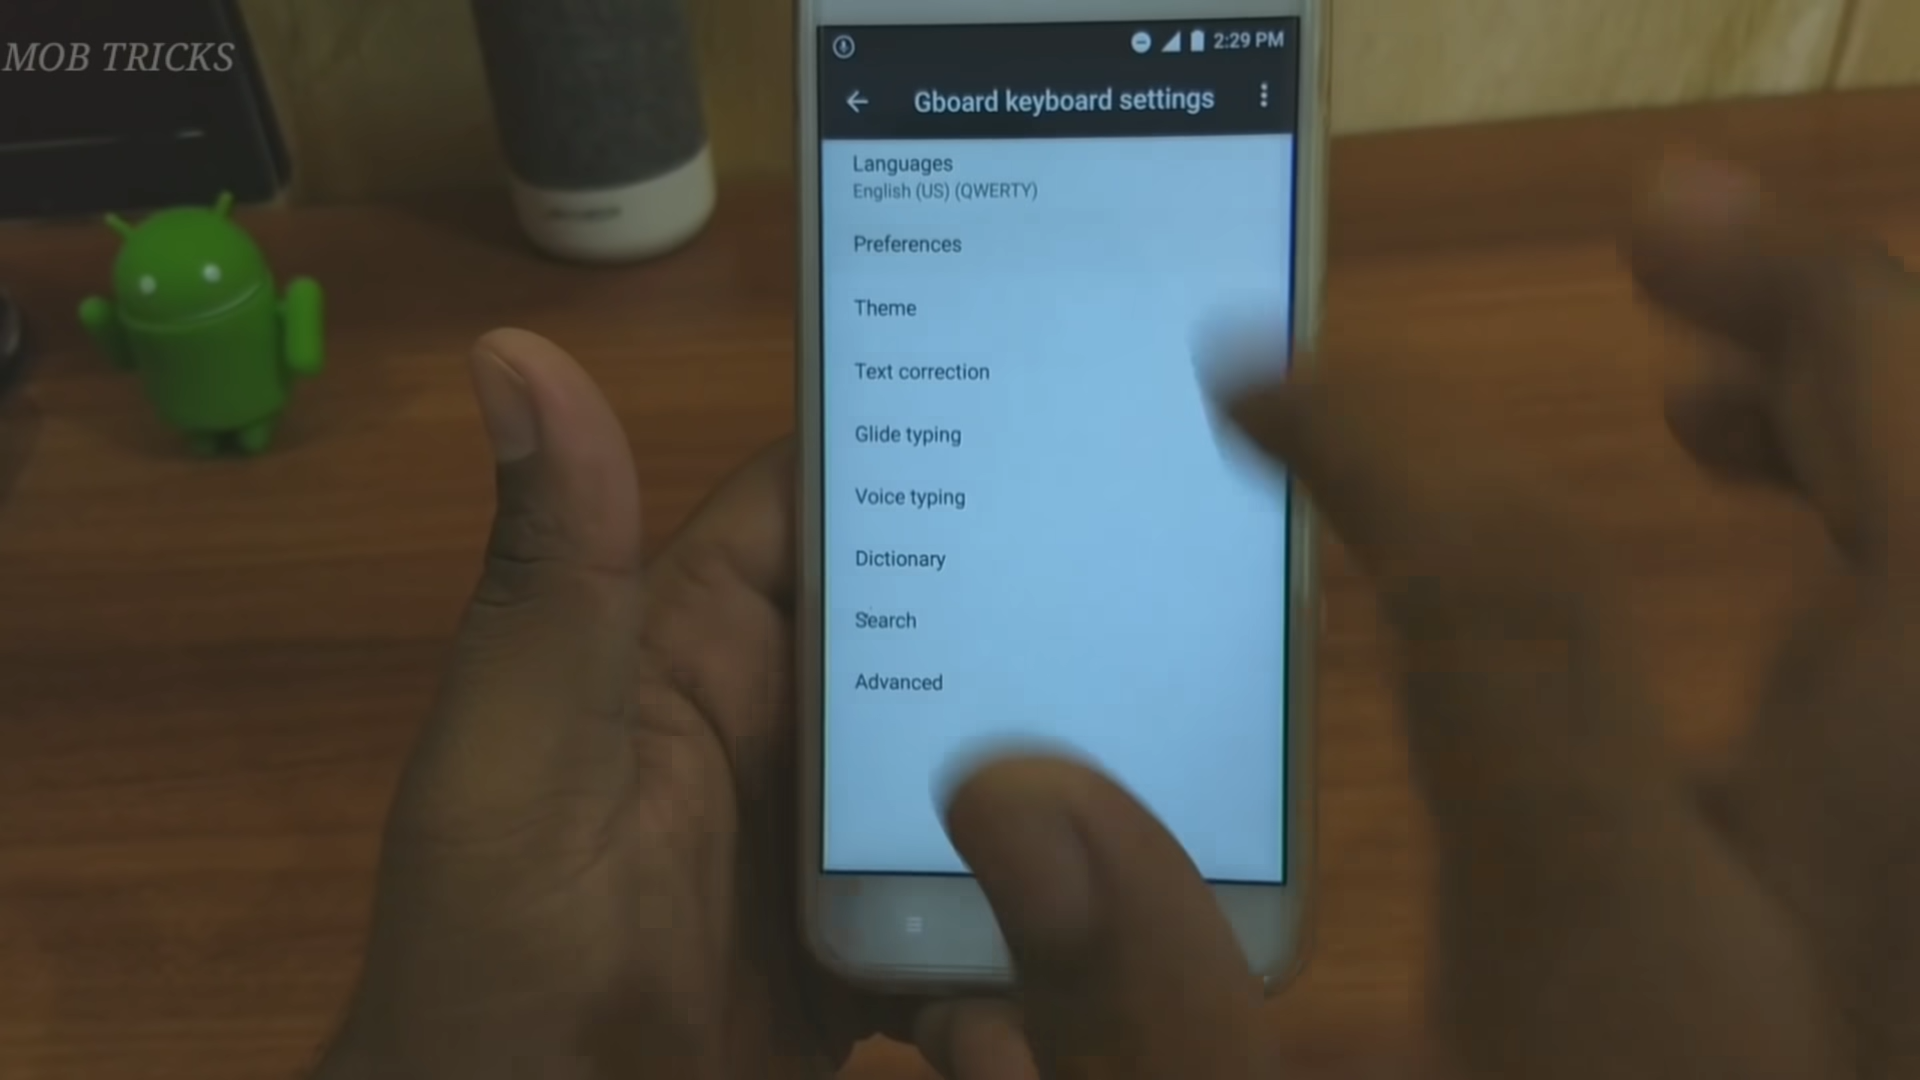 MOB TRICKS
2:29 PM
Gboard keyboard settings
Languages
English (US) (QWERTY)
Preferences
Theme
Text correction
Glide typing
Voice typing
Dictionary
Search
Advanced